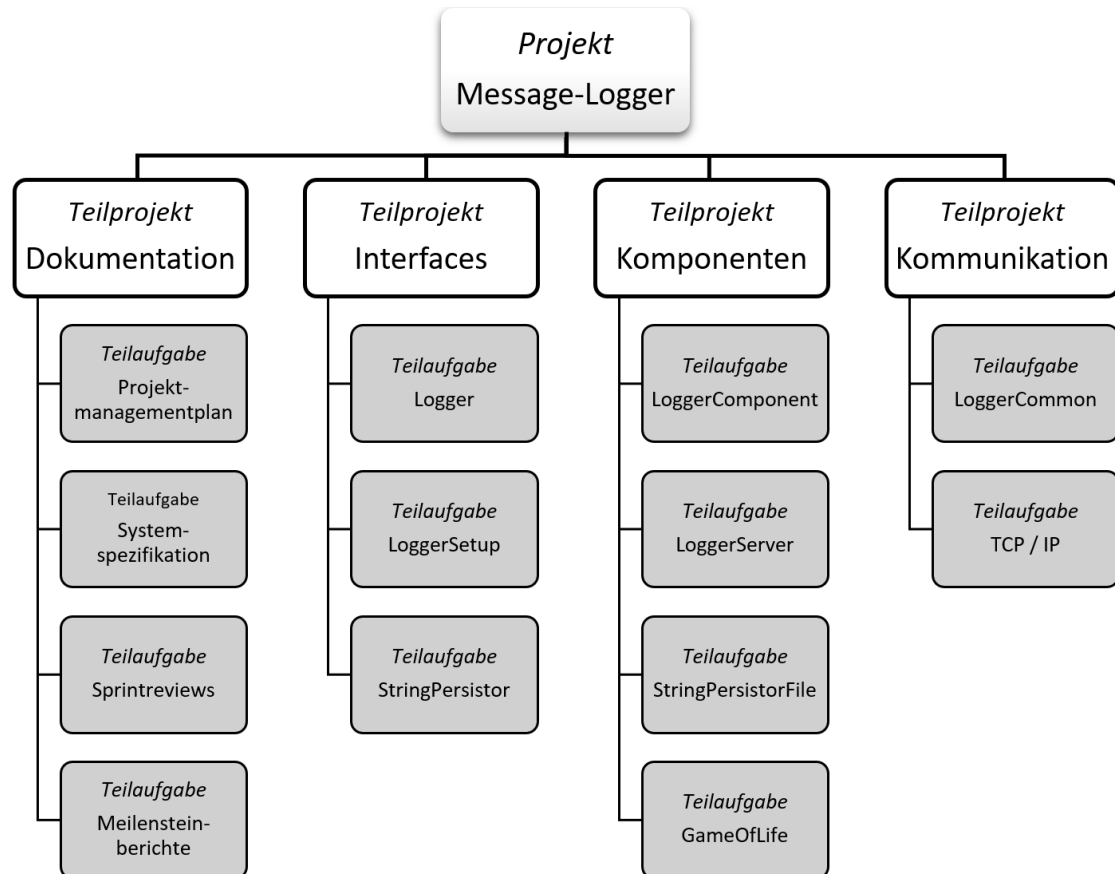 Projekt
Message-Logger
Teilprojekt
Dokumentation
Teilaufgabe
Projekt-
managementplan
Teilaufgabe
System-
spezifikation
Teilaufgabe
Sprintreviews
Teilaufgabe
Meilenstein-
berichte
Teilprojekt
Interfaces
Teilaufgabe
Logger
Teilaufgabe
LoggerSetup
Teilaufgabe
StringPersistor
Teilprojekt
Komponenten
Teilaufgabe
LoggerComponent
Teilaufgabe
LoggerServer
Teilaufgabe
StringPersistorFile
Teilaufgabe
GameOfLife
Teilprojekt
Kommunikation
Teilaufgabe
LoggerCommon
Teilaufgabe
TCP / IP